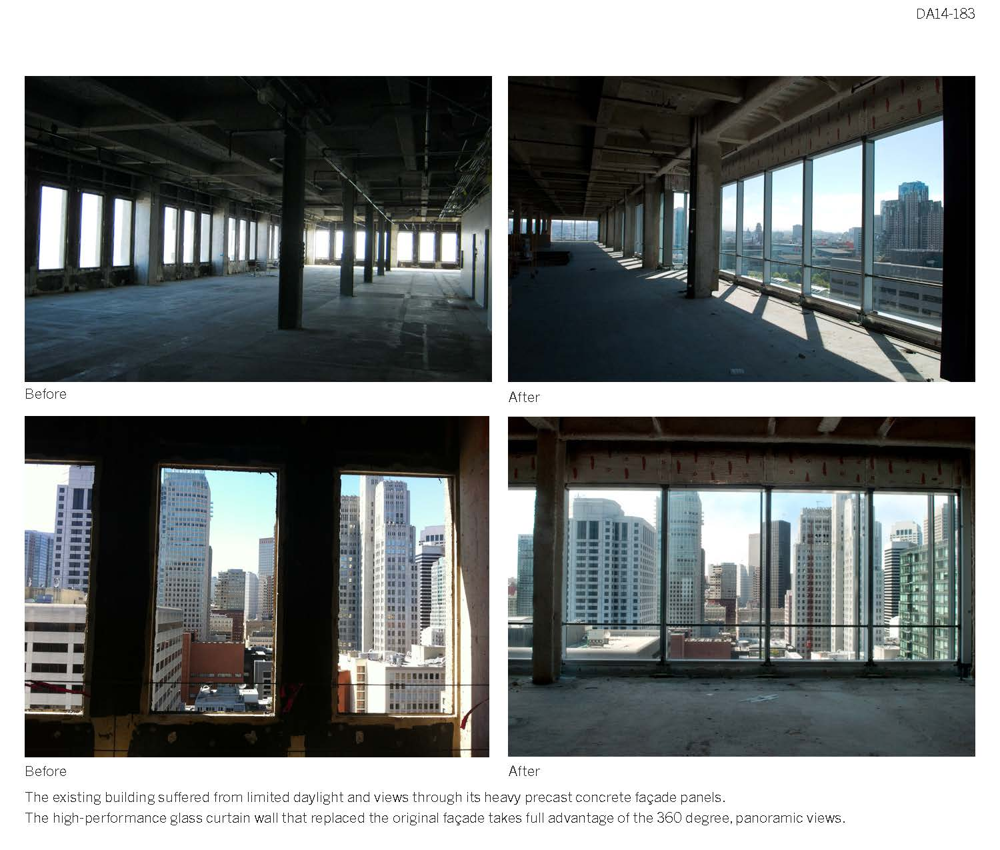 DA14-183
Before
After
Before
After
The existing building suffered from limited daylight and views through its heavy precast concrete façade panels.
The high-performance glass curtain wall that replaced the original façade takes full advantage of the 360 degree, panoramic views.